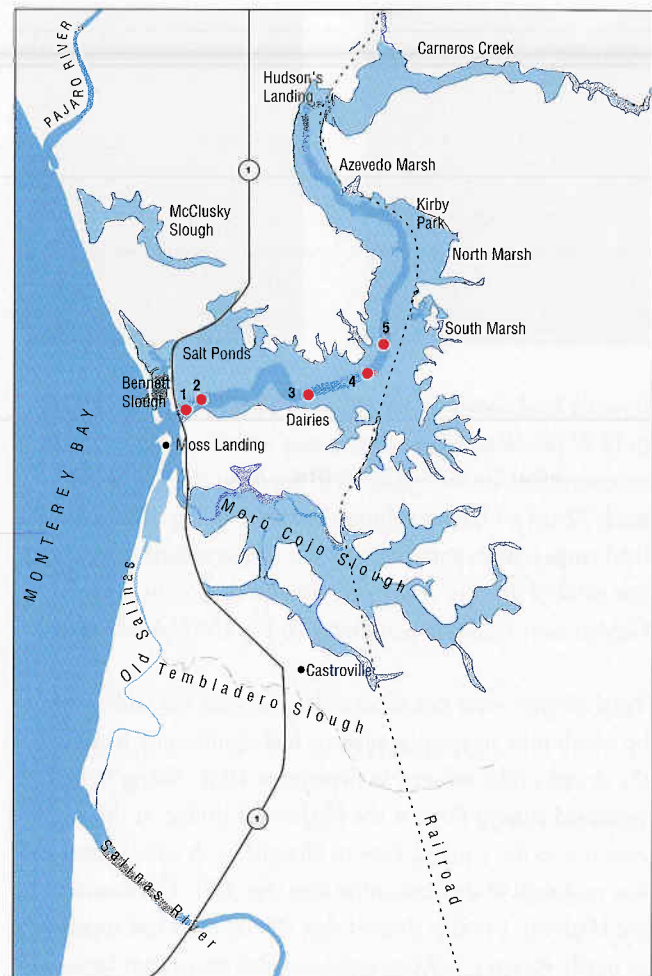 Carneros Creek
Hudson's
Landing
PAJARO RIVER
1
Azevedo Marsh
McClusky
Slough
Kirby
Park
North Marsh
South Marsh
5
Salt Ponds
4
Bennett
Slough
1
2
3
Dairies
Moss Landing
MONTEREY BAY
Moro Cojo Slough
Old Salinas
Castroville
Tembladero Slough
1
Railroad
Salinas River